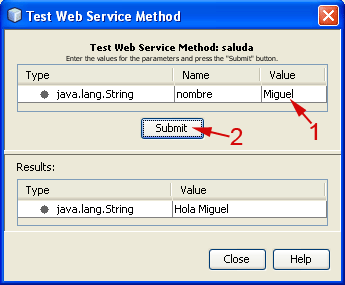 Test Web Service Method
Test Web Service Method: saluda
Enter the values for the parameters and press the "Submit" button.
Type Name Value
java.lang.String nombre Miguel
1
Submit
2
Results:
Type Value
java.lang.String Hola Miguel
Close Help